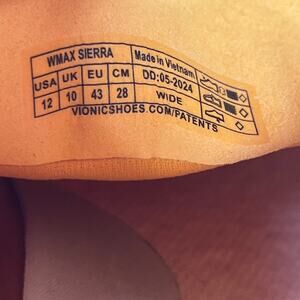 WMAX SIERRA Made in Vietnam
USA UK EU CM DD:05-2024
12 10 43 28 WIDE
VIONICSHOES.COM/PATENTS